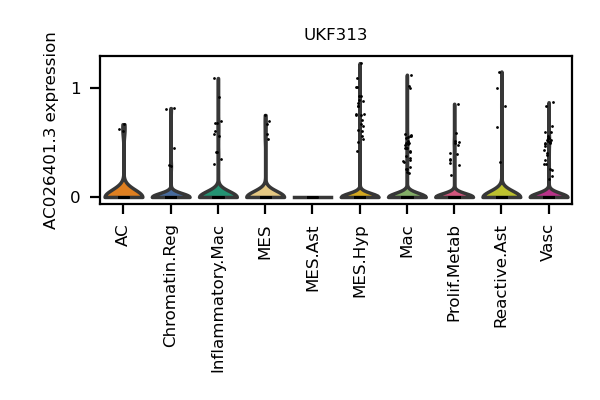 UKF313
AC026401.3 expression
1
0
AC
Chromatin.Reg
Inflammatory.Mac
MES
MES.Ast
MES.Hyp
Mac
Prolif.Metab
Reactive.Ast
Vasc